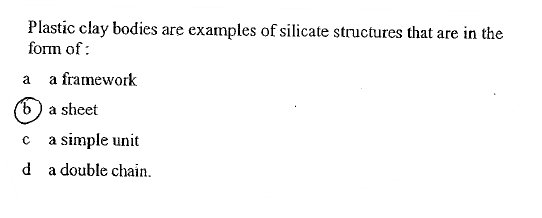 Plastic clay bodies are examples of silicate structures that are in the
form of :
a a framework
b a sheet
c a simple unit
d a double chain.